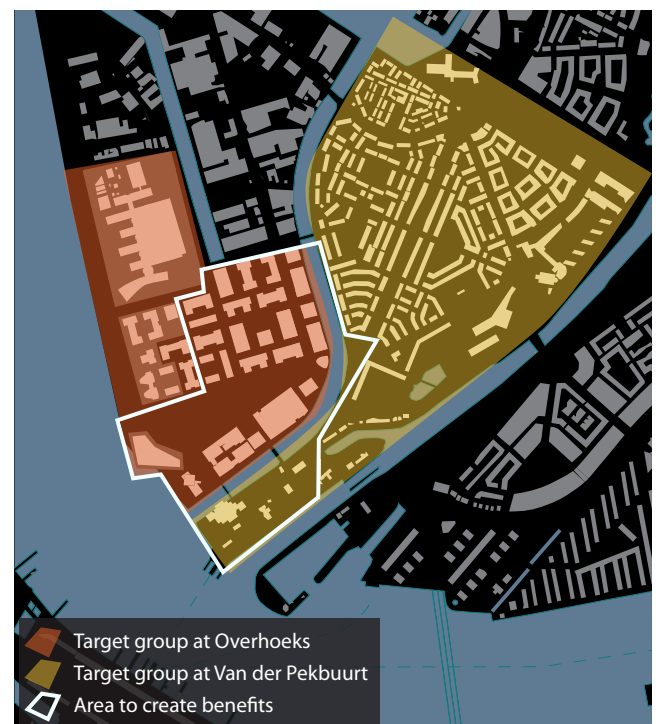 Target group at Overhoeks
Target group at Van der Pekbuurt
Area to create benefits